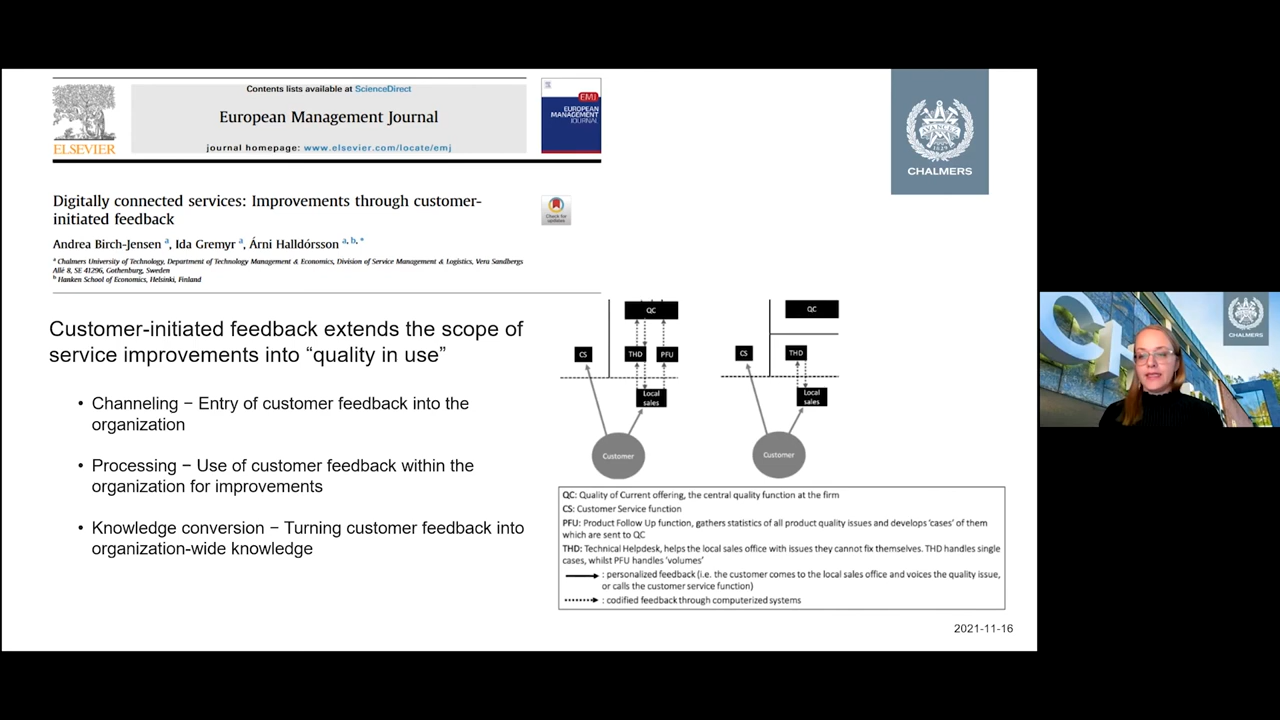 Contents lists available at ScienceDirect
European Management Journal
journal homepage: www.elsevier.com/locate/emj
ELSEVIER
EMJ
EUROPEAN
MANAGEMENT
JOURNAL
CHALMERS
AVANCEZ
1829
Digitally connected services: Improvements through customer-
initiated feedback
Check for
updates
Andrea Birch-Jensen a, Ida Gremyr a, Árni Halldórsson a, b, *
a Chalmers University of Technology, Department of Technology Management & Economics, Division of Service Management & Logistics, Vera Sandbergs
Allé 8, SE 41296, Gothenburg, Sweden
b Hanken School of Economics, Helsinki, Finland
Customer-initiated feedback extends the scope of
service improvements into “quality in use”
• Channeling − Entry of customer feedback into the
organization
• Processing − Use of customer feedback within the
organization for improvements
• Knowledge conversion − Turning customer feedback into
organization-wide knowledge
QC
CS
THD
PFU
Local
sales
Customer
QC
CS
THD
Local
sales
Customer
QC: Quality of Current offering, the central quality function at the firm
CS: Customer Service function
PFU: Product Follow Up function, gathers statistics of all product quality issues and develops 'cases' of them
which are sent to QC
THD: Technical Helpdesk, helps the local sales office with issues they cannot fix themselves. THD handles single
cases, whilst PFU handles 'volumes'
: personalized feedback (i.e. the customer comes to the local sales office and voices the quality issue,
or calls the customer service function)
: codified feedback through computerized systems
2021-11-16
CHALMERS